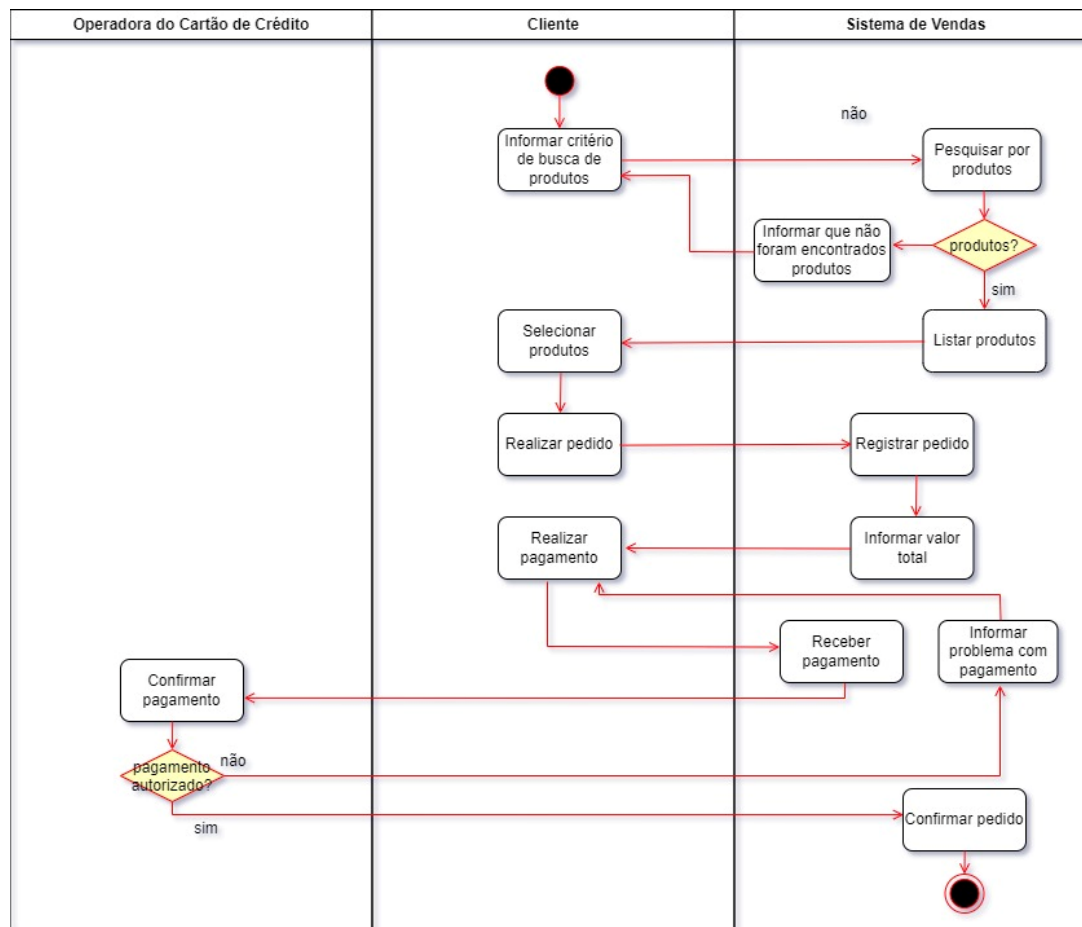 Operadora do Cartão de Crédito
Cliente
Sistema de Vendas
não
Informar critério
de busca de
produtos
Pesquisar por
produtos
Informar que não
foram encontrados
produtos
produtos?
sim
Selecionar
produtos
Listar produtos
Realizar pedido
Registrar pedido
Realizar
pagamento
Informar valor
total
Receber
pagamento
Informar
problema com
pagamento
Confirmar
pagamento
pagamento
autorizado?
não
sim
Confirmar pedido